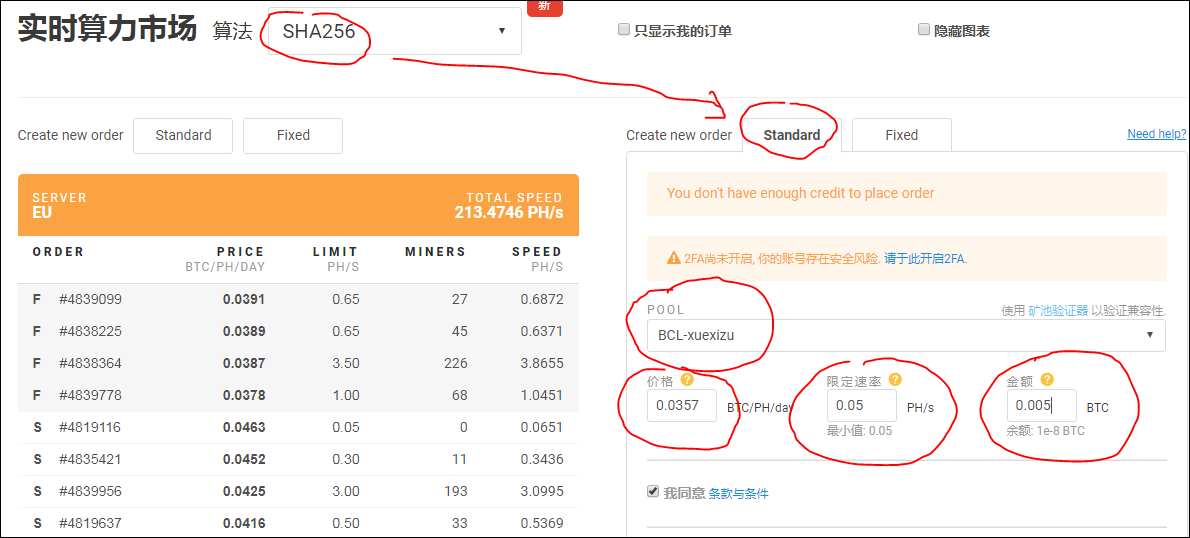 实时算力市场 算法 SHA256 新 只显示我的订单 隐藏图表
Create new order Standard Fixed
SERVER TOTAL SPEED
EU 213.4746 PH/s
ORDER PRICE LIMIT MINERS SPEED
BTC/PH/DAY PH/S PH/S
F #4839099 0.0391 0.65 27 0.6872
F #4838225 0.0389 0.65 45 0.6371
F #4838364 0.0387 3.50 226 3.8655
F #4839778 0.0378 1.00 68 1.0451
S #4819116 0.0463 0.05 0 0.0651
S #4835421 0.0452 0.30 11 0.3436
S #4839956 0.0425 3.00 193 3.0995
S #4819637 0.0416 0.50 33 0.5369
Create new order Standard Fixed Need help?
You don't have enough credit to place order
2FA尚未开启, 你的账号存在安全风险. 请于此开启2FA.
POOL 使用 矿池验证器 以验证兼容性.
BCL-xuexizu
价格 ? 限定速率 ? 金额 ?
0.0357 BTC/PH/day 0.05 PH/s 0.005 BTC
最小值: 0.05 余额: 1e-8 BTC
我同意 条款与条件